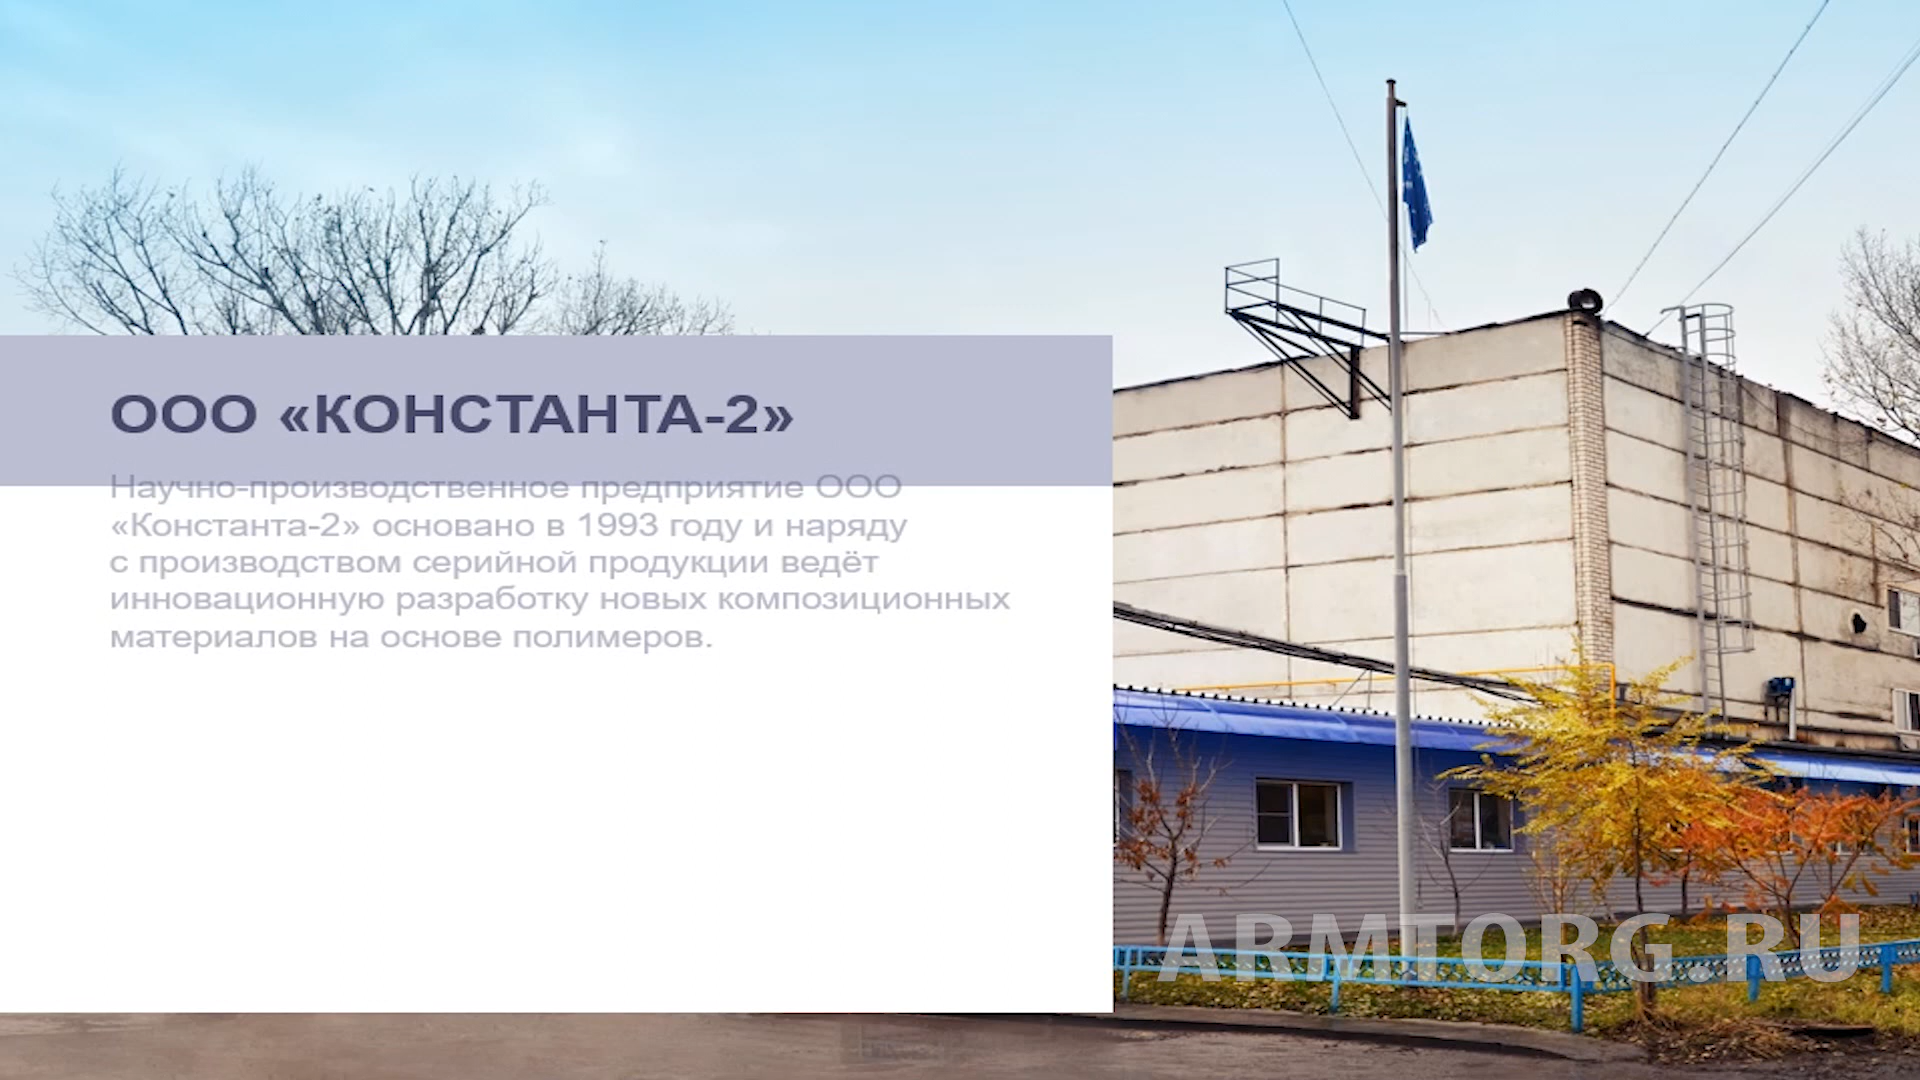 ООО «КОНСТАНТА-2»
Научно-производственное предприятие ООО
«Константа-2» основано в 1993 году и наряду
с производством серийной продукции ведёт
инновационную разработку новых композиционных
материалов на основе полимеров.
ARMTORG.RU